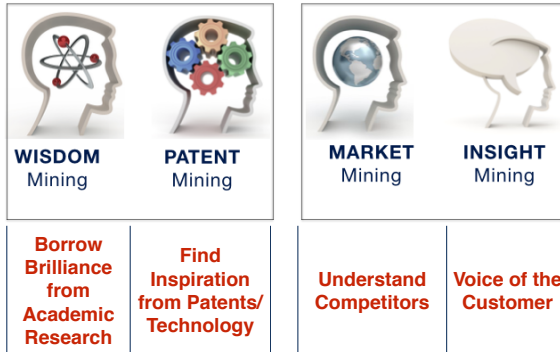 WISDOM
Mining
PATENT
Mining
MARKET
Mining
INSIGHT
Mining
Borrow
Brilliance
from
Academic
Research
Find
Inspiration
from Patents/
Technology
Understand
Competitors
Voice of the
Customer